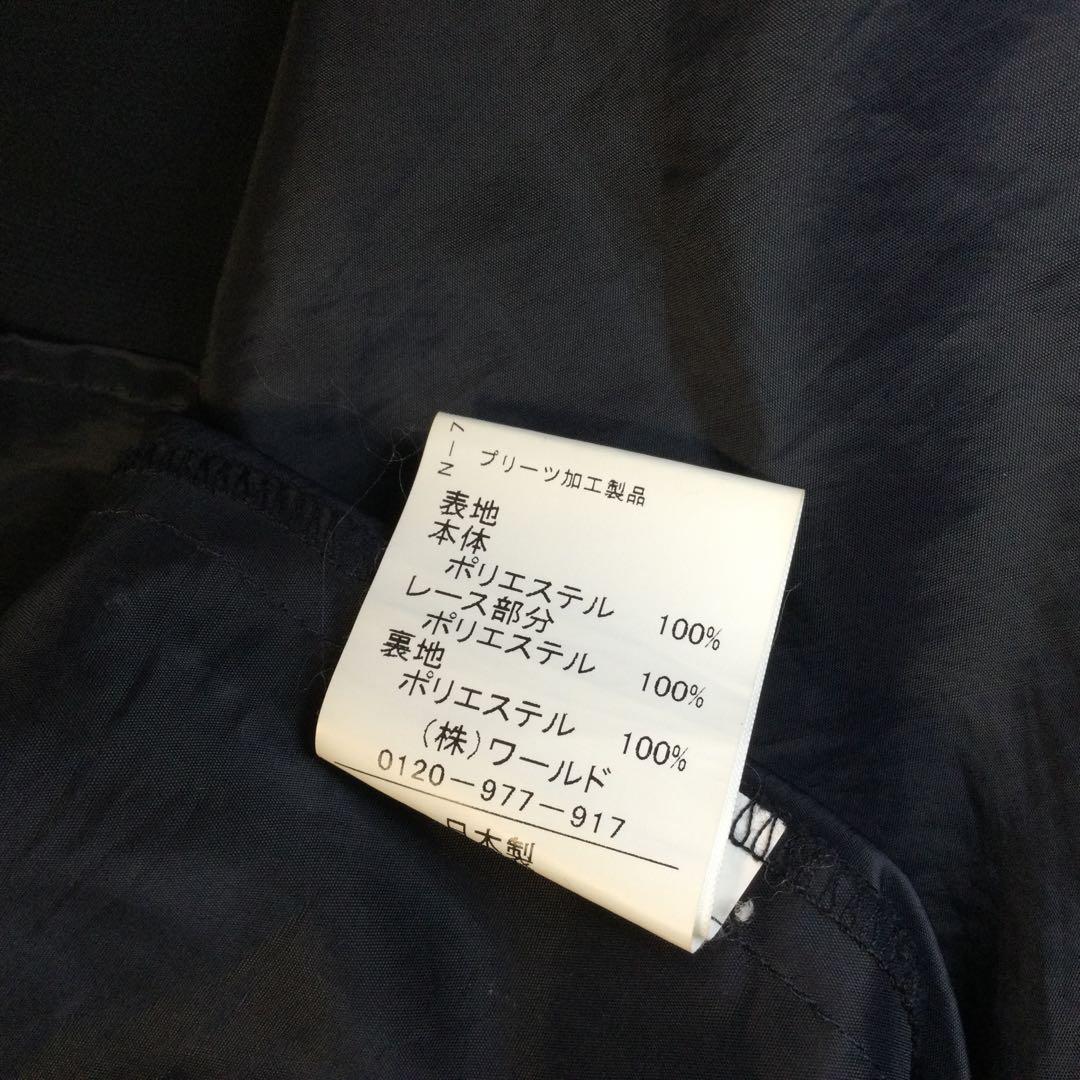 N-7
プリーツ加工製品
表地
本体
ポリエステル 100%
レース部分
ポリエステル 100%
裏地
ポリエステル 100%
(株)ワールド
0120-977-917
日本製